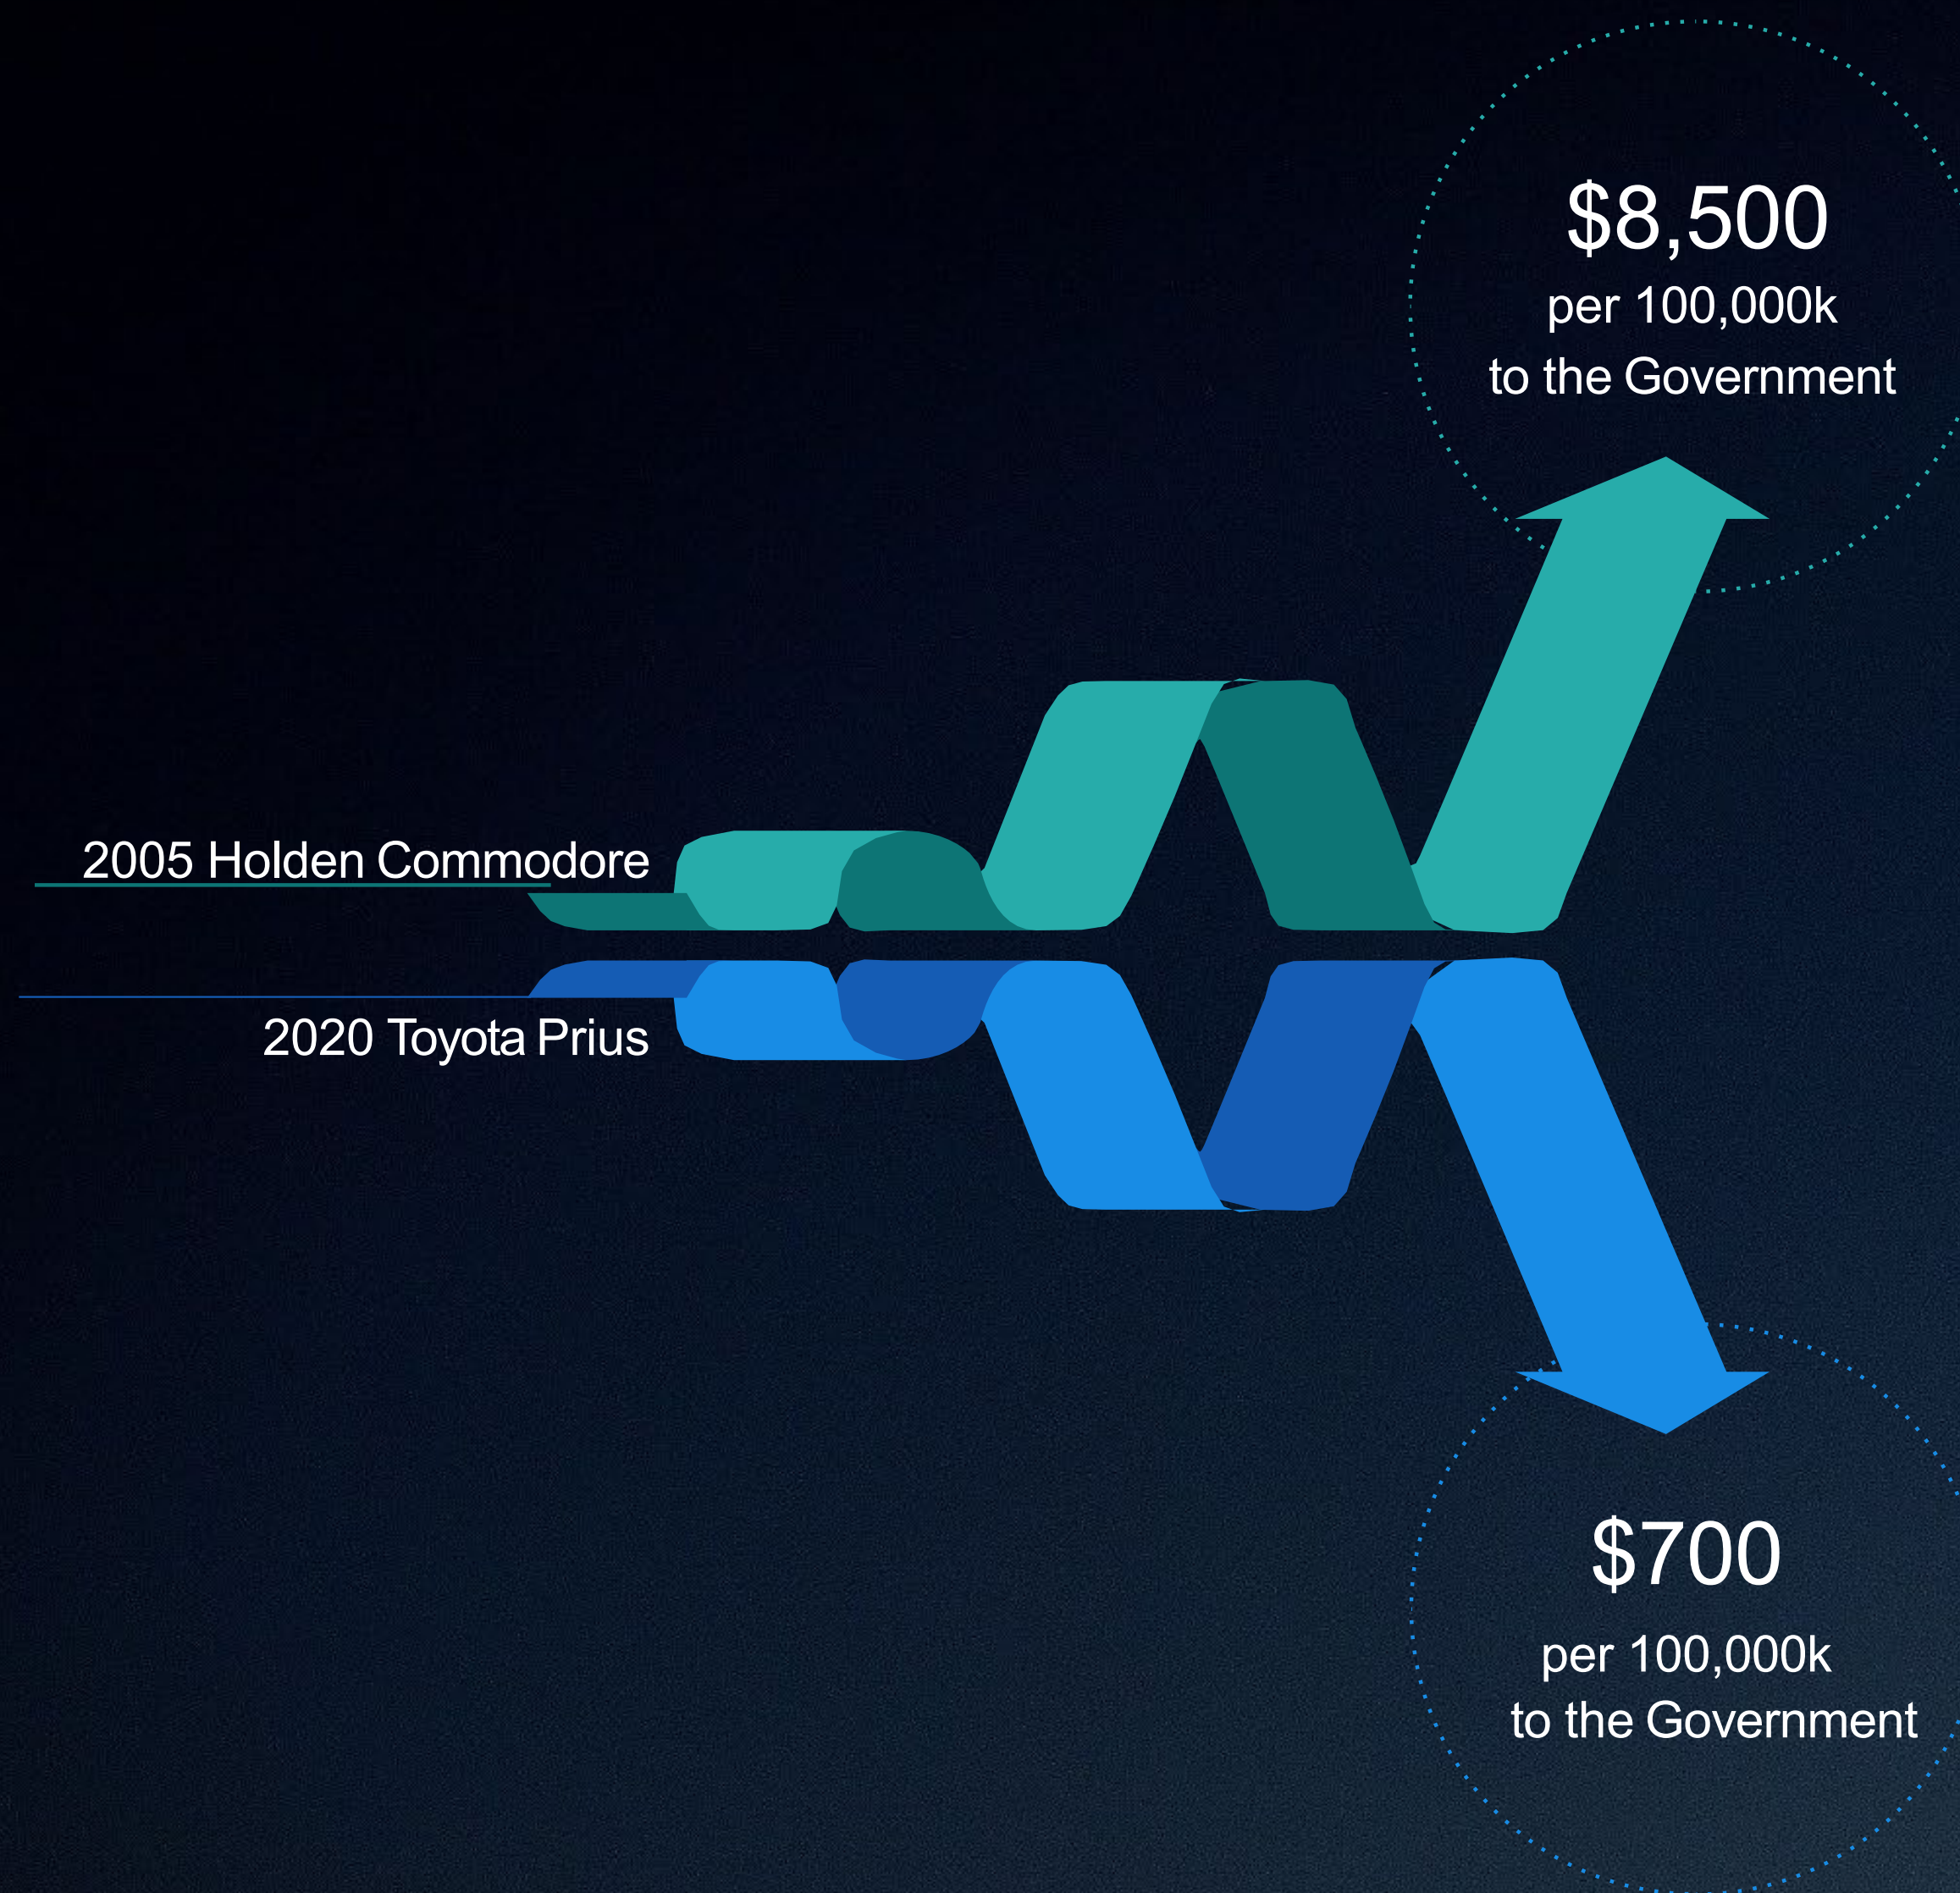 $8,500
per 100,000k
to the Government
2005 Holden Commodore
2020 Toyota Prius
$700
per 100,000k
to the Government